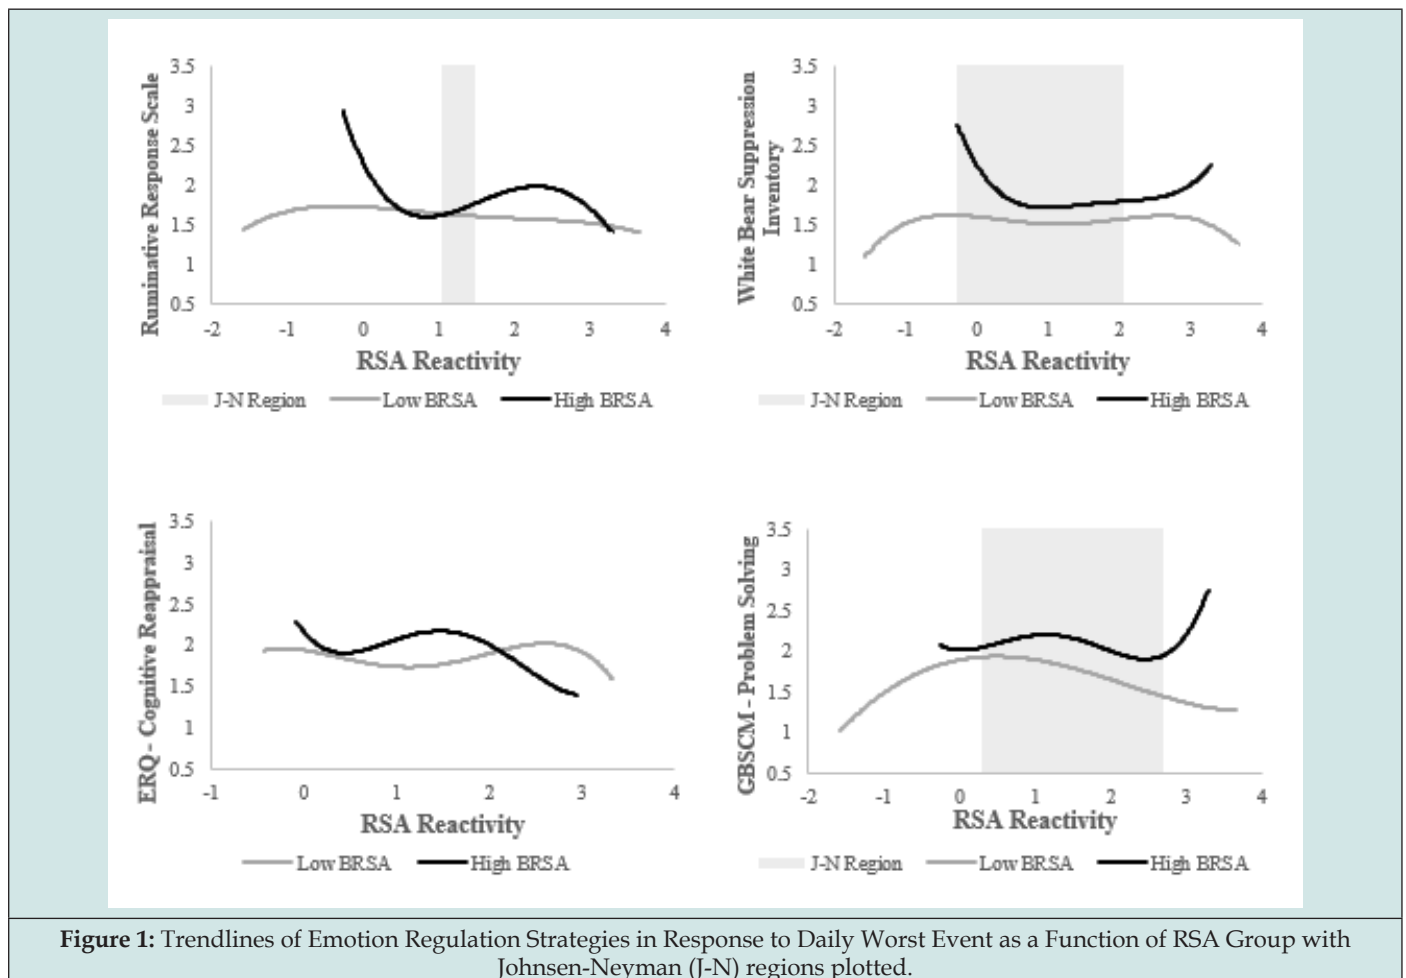 Ruminative Response Scale
3.5
3
2.5
2
1.5
1
0.5
-2 -1 0 1 2 3 4
RSA Reactivity
J-N Region Low BRSA High BRSA
White Bear Suppression
Inventory
3.5
3
2.5
2
1.5
1
0.5
-2 -1 0 1 2 3 4
RSA Reactivity
J-N Region Low BRSA High BRSA
ERQ - Cognitive Reappraisal
3.5
3
2.5
2
1.5
1
0.5
-1 0 1 2 3 4
RSA Reactivity
Low BRSA High BRSA
GBSCM - Problem Solving
3.5
3
2.5
2
1.5
1
0.5
-2 -1 0 1 2 3 4
RSA Reactivity
J-N Region Low BRSA High BRSA
Figure 1: Trendlines of Emotion Regulation Strategies in Response to Daily Worst Event as a Function of RSA Group with
Johnsen-Neyman (J-N) regions plotted.